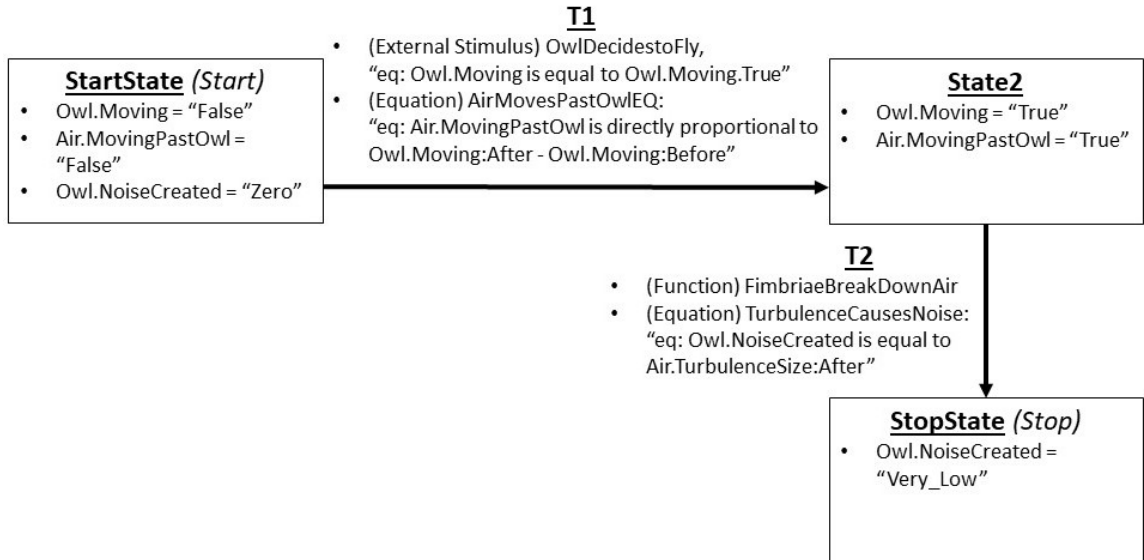 T1
• (External Stimulus) OwlDecidestoFly,
“eq: Owl.Moving is equal to Owl.Moving.True”
• (Equation) AirMovesPastOwlEQ:
“eq: Air.MovingPastOwl is directly proportional to
Owl.Moving:After - Owl.Moving:Before”
StartState (Start)
• Owl.Moving = “False”
• Air.MovingPastOwl =
“False”
• Owl.NoiseCreated = “Zero”
State2
• Owl.Moving = “True”
• Air.MovingPastOwl = “True”
T2
• (Function) FimbriaeBreakDownAir
• (Equation) TurbulenceCausesNoise:
“eq: Owl.NoiseCreated is equal to
Air.TurbulenceSize:After”
StopState (Stop)
• Owl.NoiseCreated =
“Very_Low”